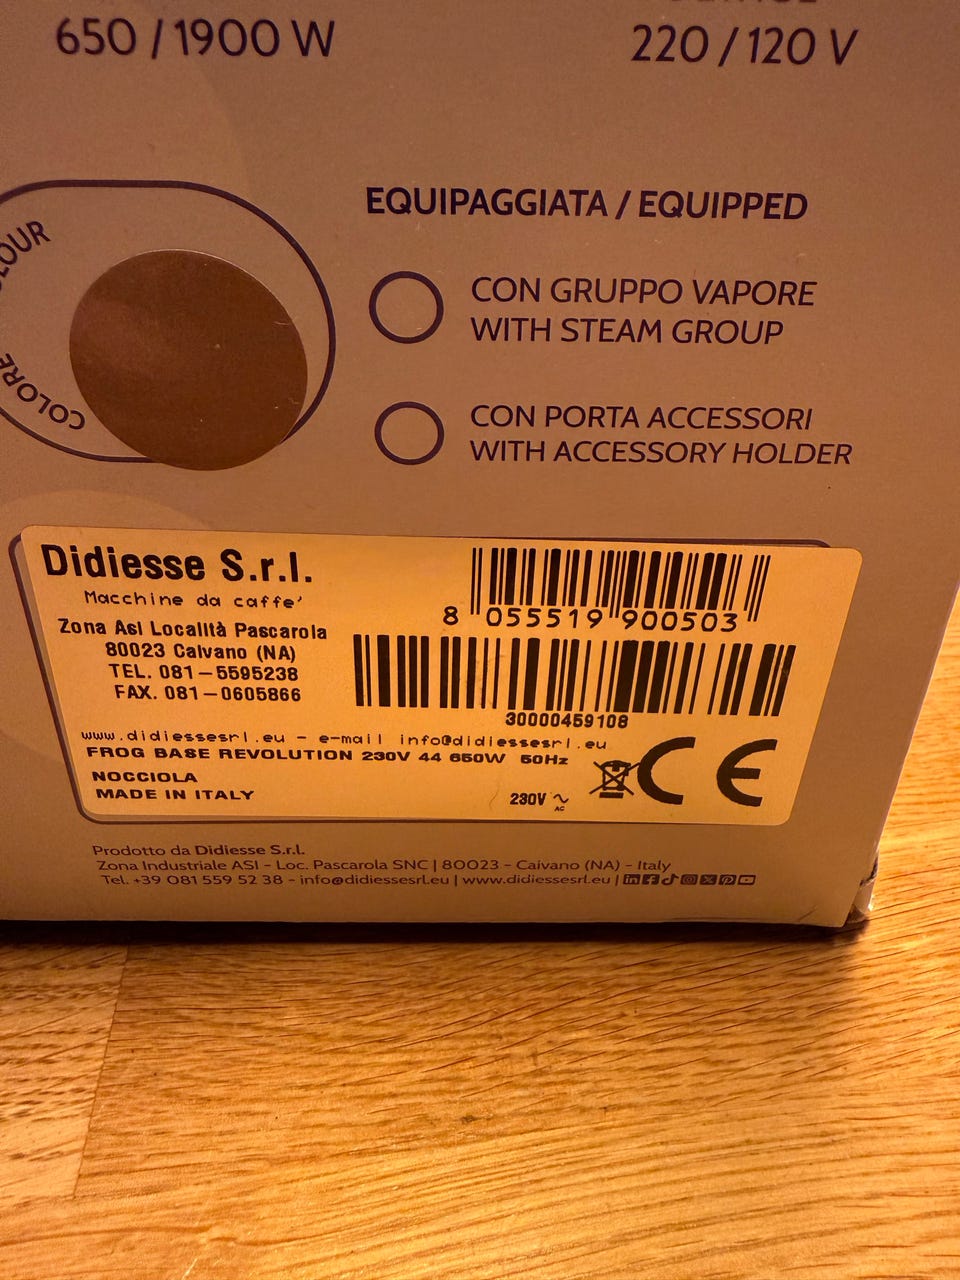 650 / 1900 W
220 / 120 V
COLOUR
COLORE
EQUIPAGGIATA / EQUIPPED
CON GRUPPO VAPORE
WITH STEAM GROUP
CON PORTA ACCESSORI
WITH ACCESSORY HOLDER
Didiesse S.r.l.
Macchine da caffe'
Zona Asi Località Pascarola
80023 Caivano (NA)
TEL. 081-5595238
FAX. 081-0605866
8 055519 900503
30000459108
www.didiessesrl.eu - e-mail info@didiessesrl.eu
FROG BASE REVOLUTION 230V 44 650W 50Hz
NOCCIOLA
MADE IN ITALY
230V ~
AC
CE
Prodotto da Didiesse S.r.l.
Zona Industriale ASI - Loc. Pascarola SNC | 80023 - Caivano (NA) - Italy
Tel. +39 081 559 52 38 - info@didiessesrl.eu | www.didiessesrl.eu |